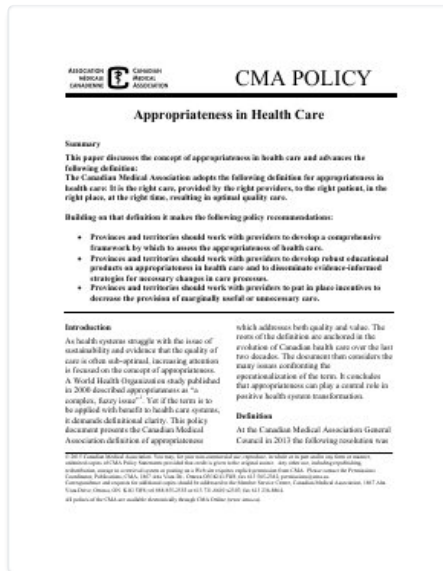 ASSOCIATION
MÉDICALE
CANADIENNE
CANADIAN
MEDICAL
ASSOCIATION
CMA POLICY
Appropriateness in Health Care
Summary
This paper discusses the concept of appropriateness in health care and advances the
following definition:
The Canadian Medical Association adopts the following definition for appropriateness in
health care: It is the right care, provided by the right providers, to the right patient, in the
right place, at the right time, resulting in optimal quality care.
Building on that definition it makes the following policy recommendations:
• Provinces and territories should work with providers to develop a comprehensive
framework by which to assess the appropriateness of health care.
• Provinces and territories should work with providers to develop robust educational
products on appropriateness in health care and to disseminate evidence-informed
strategies for necessary changes in care processes.
• Provinces and territories should work with providers to put in place incentives to
decrease the provision of marginally useful or unnecessary care.
Introduction
As health systems struggle with the issue of
sustainability and evidence that the quality of
care is often sub-optimal, increasing attention
is focused on the concept of appropriateness.
A World Health Organization study published
in 2000 described appropriateness as "a
complex, fuzzy issue"1. Yet if the term is to
be applied with benefit to health care systems,
it demands definitional clarity. This policy
document presents the Canadian Medical
Association definition of appropriateness
which addresses both quality and value. The
roots of the definition are anchored in the
evolution of Canadian health care over the last
two decades. The document then considers the
many issues confronting the
operationalization of the term. It concludes
that appropriateness can play a central role in
positive health system transformation.
Definition
At the Canadian Medical Association General
Council in 2013 the following resolution was
All policies of the CMA are available electronically through CMA Online (www.cma.ca)